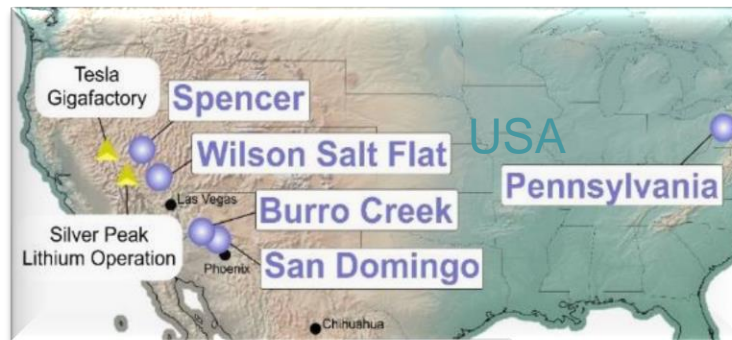 Tesla
Gigafactory
Spencer
USA
Wilson Salt Flat
Pennsylvania
Las Vegas
Burro Creek
Silver Peak
Lithium Operation
San Domingo
Phoenix
Chihuahua